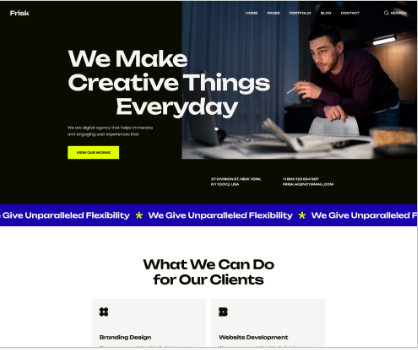 Frisk
HOME PAGES PORTFOLIO BLOG CONTACT SEARCH
We Make
Creative Things
Everyday
We are digital agency that helps immersive
and engaging user experiences that
VIEW OUR WORKS
27 DIVISION ST, NEW YORK,
NY 10002, USA
+1 800 123 654 987
FRISK.AGENCY@MAIL.COM
Give Unparalleled Flexibility * We Give Unparalleled Flexibility * We Give Unparalleled F
What We Can Do
for Our Clients
Branding Design
Website Development